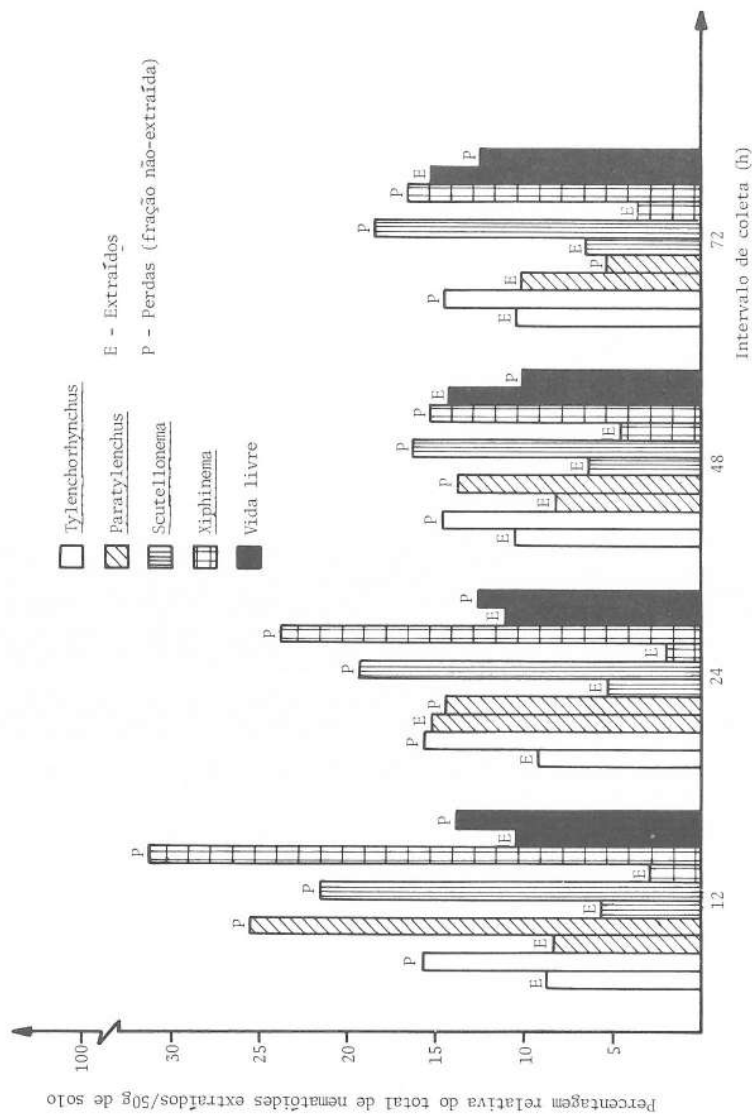 Percentagem relativa do total de nematóides extraídos/50g de solo
100
30
25
20
15
10
5
Tylenchorhynchus
Paratylenchus
Scutellonema
Xiphinema
Vida livre
E - Extraídos
P - Perdas (fração não-extraída)
E P E P E P E P E P
E P E P E P E P E P
E P E P E P E P E P
E P E P E P E P E P
12 24 48 72
Intervalo de coleta (h)